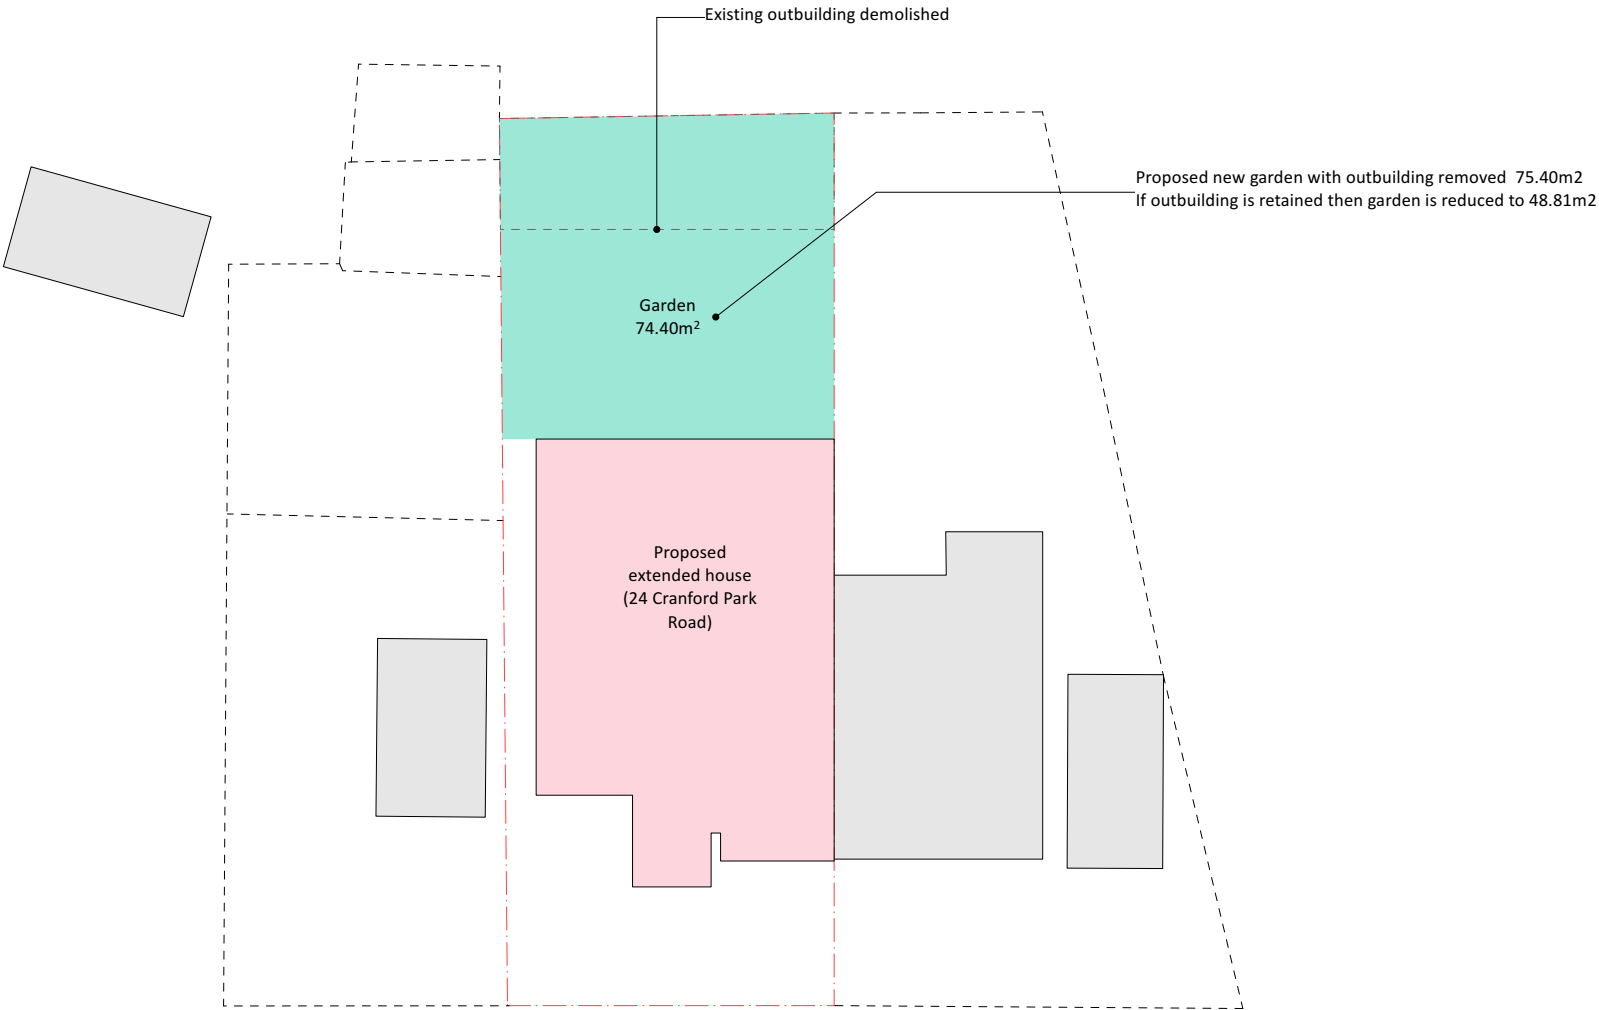 Existing outbuilding demolished
Proposed new garden with outbuilding removed  75.40m2
If outbuilding is retained then garden is reduced to 48.81m2
Garden
74.40m²
Proposed
extended house
(24 Cranford Park
Road)